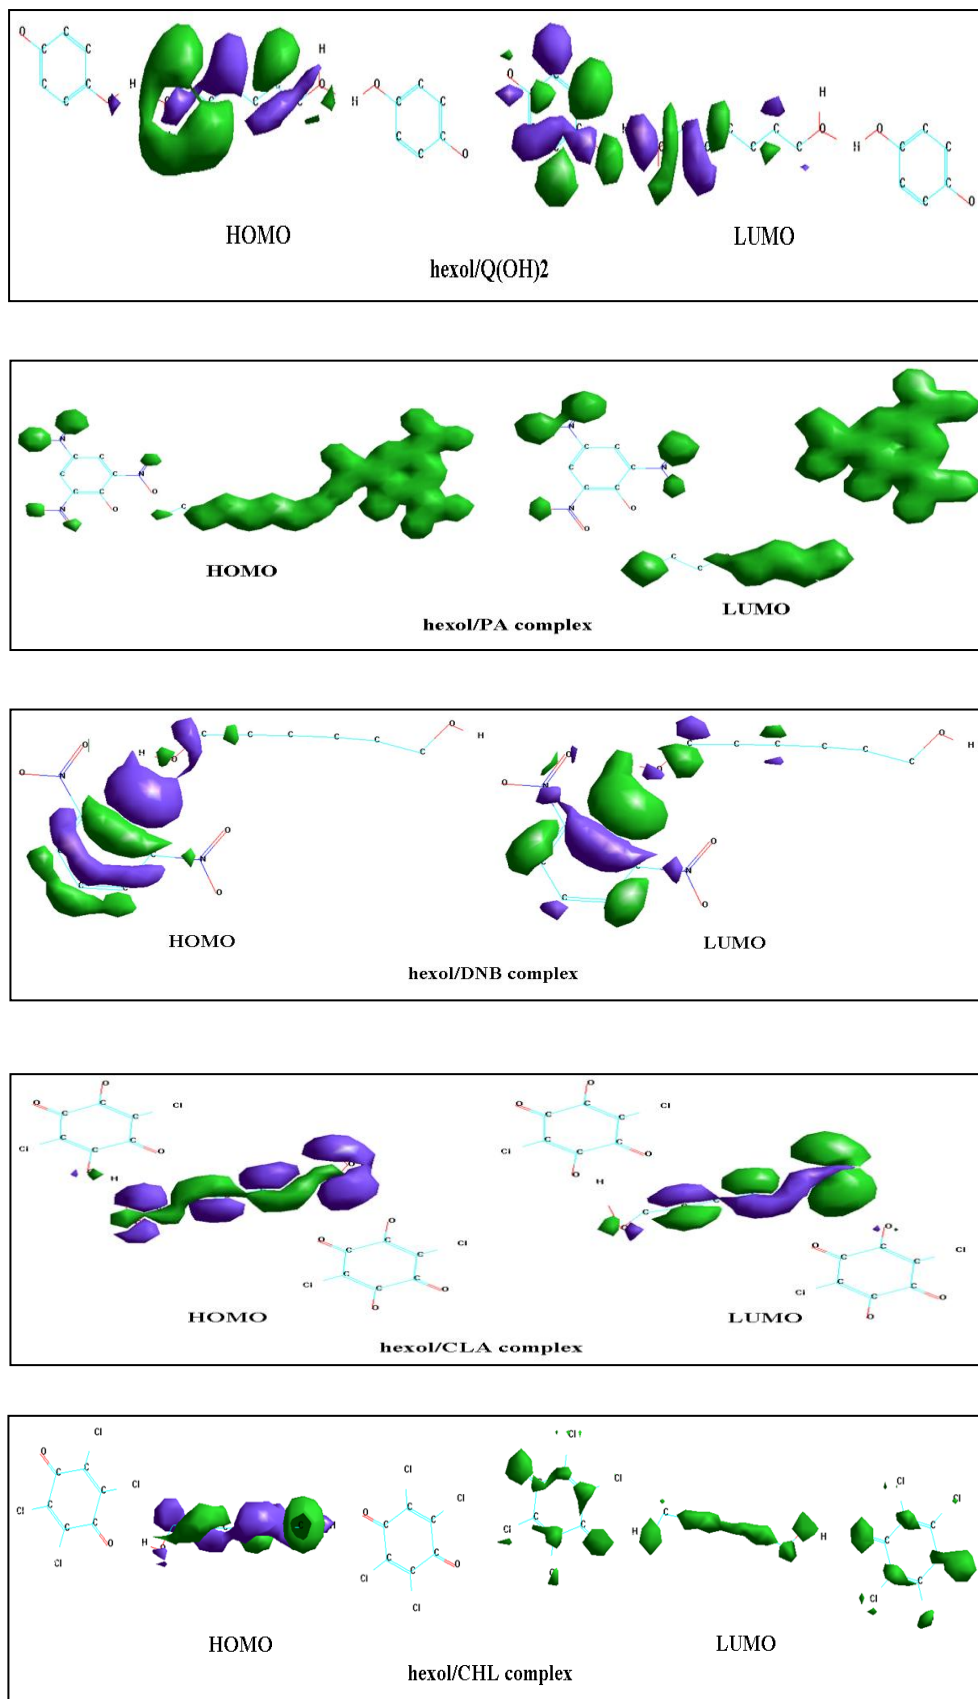 HOMO
LUMO
hexol/Q(OH)2
HOMO
LUMO
hexol/PA complex
HOMO
LUMO
hexol/DNB complex
HOMO
LUMO
hexol/CLA complex
HOMO
LUMO
hexol/CHL complex